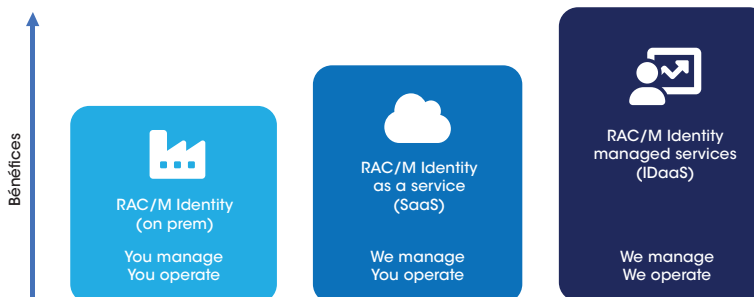 Bénéfices
RAC/M Identity
(on prem)
You manage
You operate
RAC/M Identity
as a service
(SaaS)
We manage
You operate
RAC/M Identity
managed services
(IDaaS)
We manage
We operate